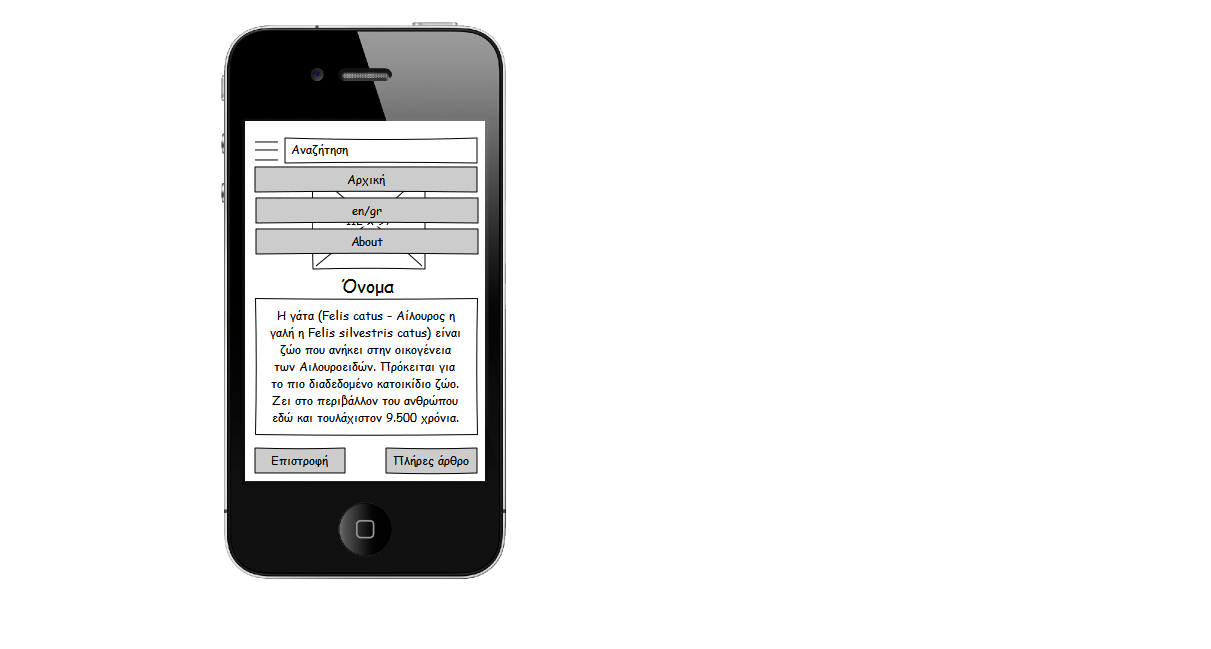 Αναζήτηση
Αρχική
en/gr
About
Όνομα
Η γάτα (Felis catus - Αίλουρος η
γαλή η Felis silvestris catus) είναι
ζώο που ανήκει στην οικογένεια
των Αιλουροειδών. Πρόκειται για
το πιο διαδεδομένο κατοικίδιο ζώο.
Ζει στο περιβάλλον του ανθρώπου
εδώ και τουλάχιστον 9.500 χρόνια.
Επιστροφή
Πλήρες άρθρο